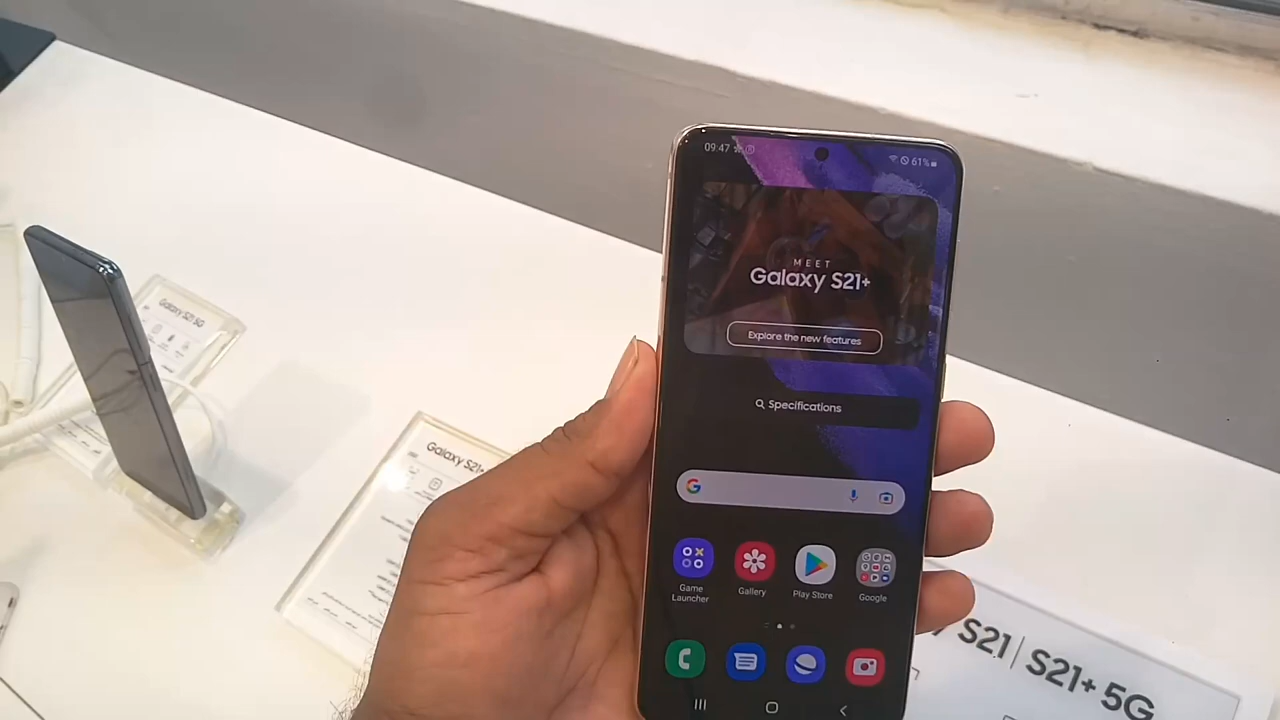 09:47
61%
MEET
Galaxy S21+
Explore the new features
Specifications
Game
Launcher
Gallery
Play Store
Google
Galaxy S21 5G
Galaxy S21+
S21 | S21+ 5G